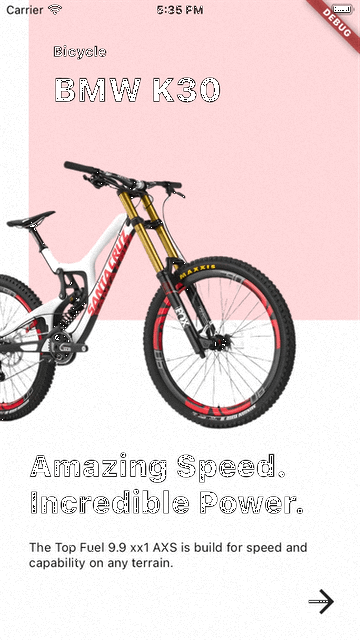 Carrier 5:35 PM
DEBUG
Bicycle
BMW K30
MAXXIS
SANTA CRUZ
FOX
Amazing Speed.
Incredible Power.
The Top Fuel 9.9 xx1 AXS is build for speed and
capability on any terrain.